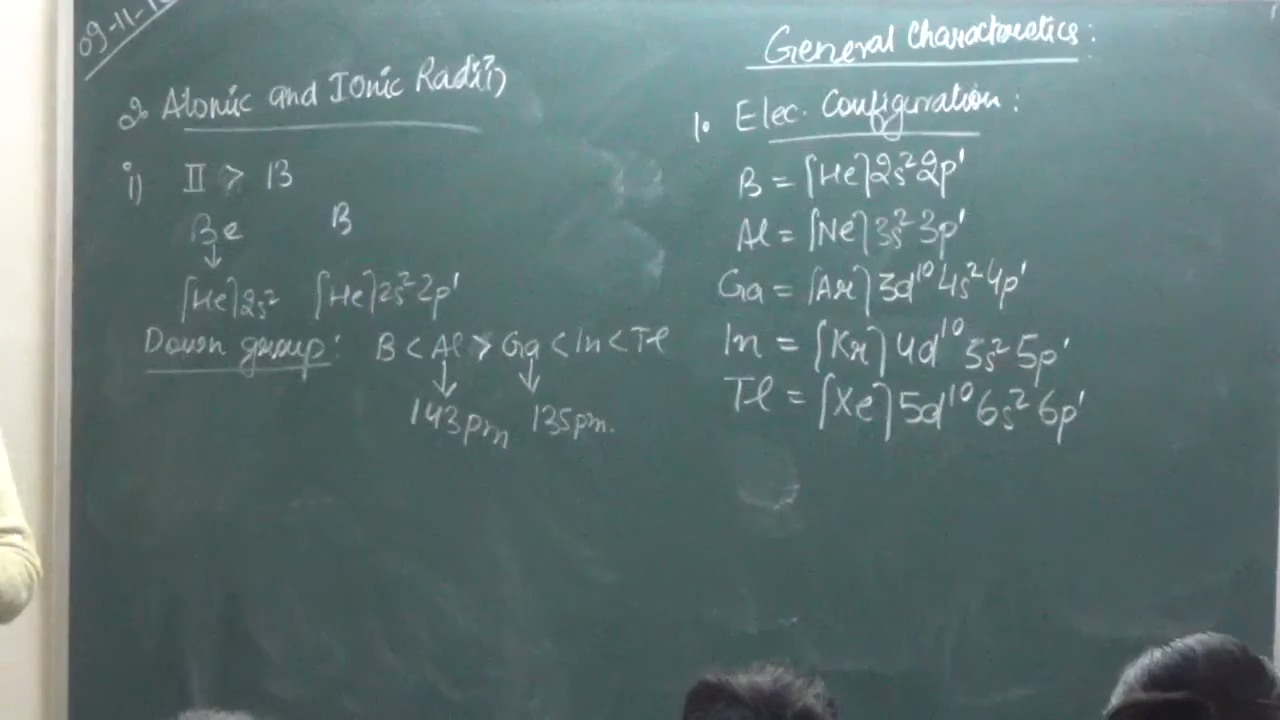 09-11-1
2. Atomic and Ionic Radii)
i) II > 13
Be B
↓
[He]2s² [He]2s²2p¹
Down group: B < Al > Ga < In < Tl
↓ ↓
143pm 135pm.
General Characteristics:
1. Elec. Configuration:
B = [He]2s²2p¹
Al = [Ne]3s²3p¹
Ga = [Ar]3d¹⁰4s²4p¹
In = [Kr]4d¹⁰5s²5p¹
Tl = [Xe]5d¹⁰6s²6p¹